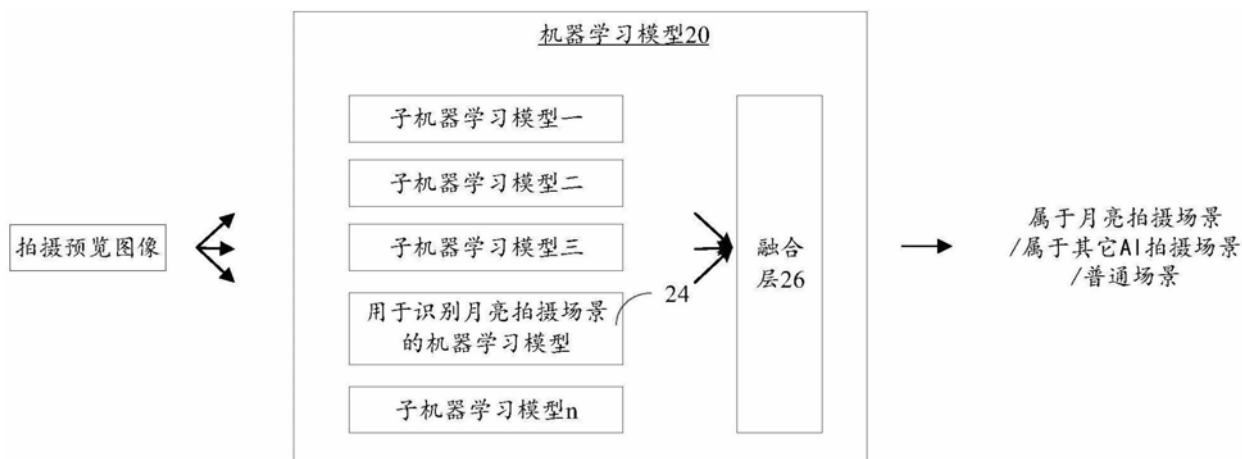 机器学习模型20
子机器学习模型一
子机器学习模型二
拍摄预览图像
子机器学习模型三
用于识别月亮拍摄场景
的机器学习模型
24
子机器学习模型n
融合
层26
属于月亮拍摄场景
/属于其它AI拍摄场景
/普通场景